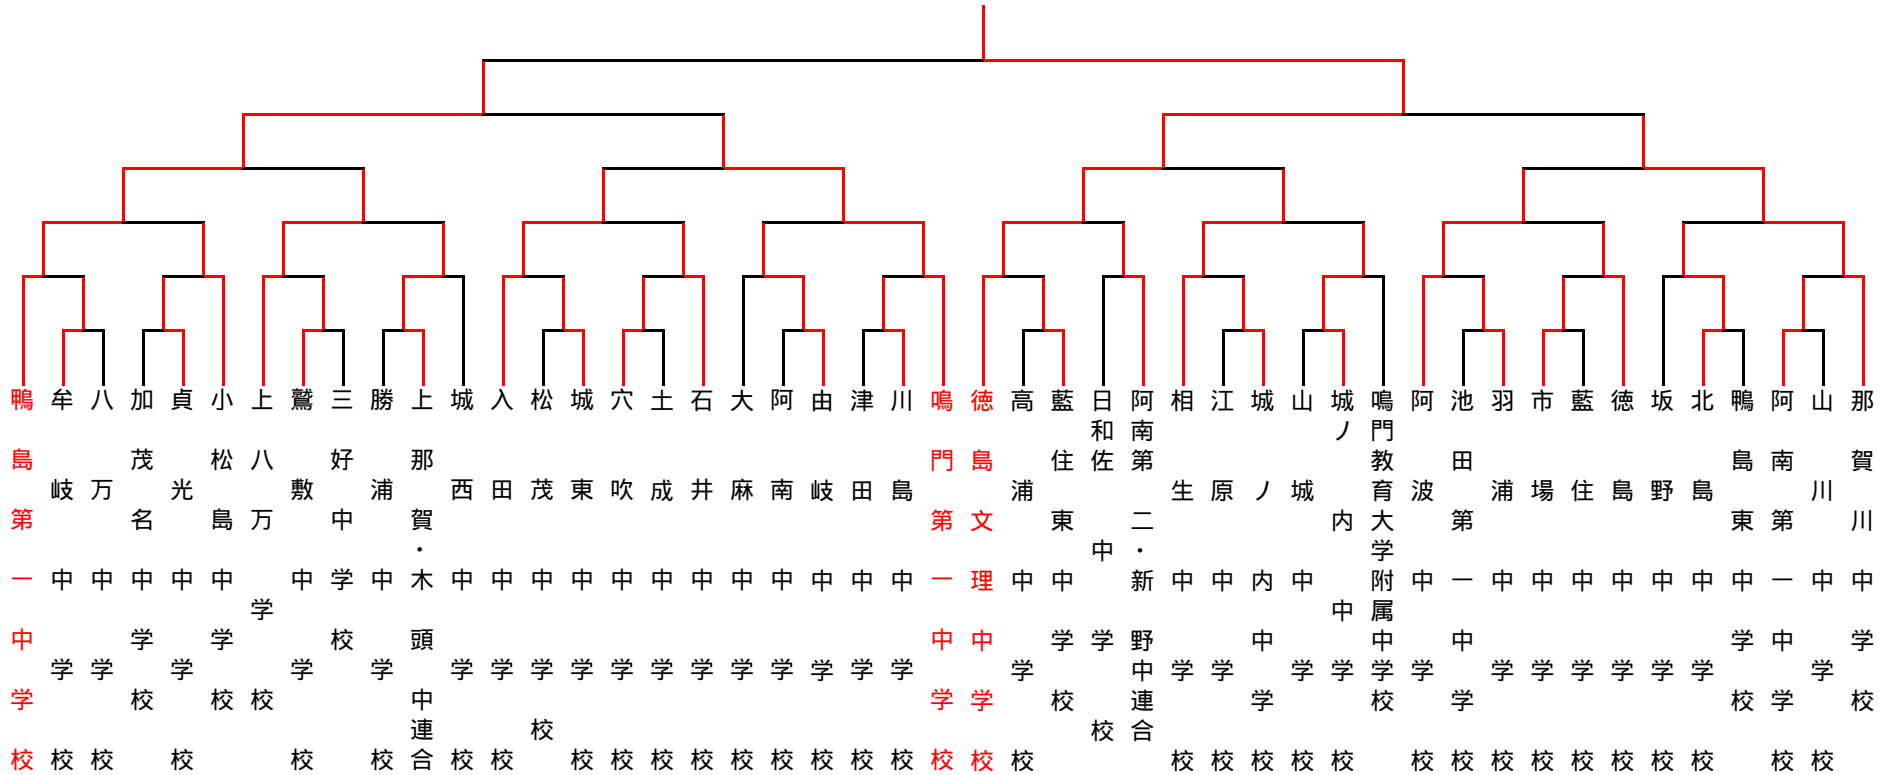 鴨島第一中学校
牟岐中学校
八万中学校
加茂名中学校
貞光中学校
小松島中学校
上八万学校
鷲敷中学校
三好中学校
勝浦中学校
上那賀・木頭中連合
城西中学校
入田中学校
松茂中学校
城東中学校
穴吹中学校
土成中学校
石井中学校
大麻中学校
阿南中学校
由岐中学校
津田中学校
川島中学校
鳴門第一中学校
徳島文理中学校
高浦中学校
藍住東中学校
日和佐中学校
阿南第二・新野中連合
相生中学校
江原中学校
城ノ内中学校
山城中学校
城ノ内中学校
鳴門教育大学附属中学校
阿波中学校
池田第一中学校
羽浦中学校
市場中学校
藍住中学校
徳島中学校
坂野中学校
北島中学校
鴨島東中学校
阿南第一中学校
山川中学校
那賀川中学校